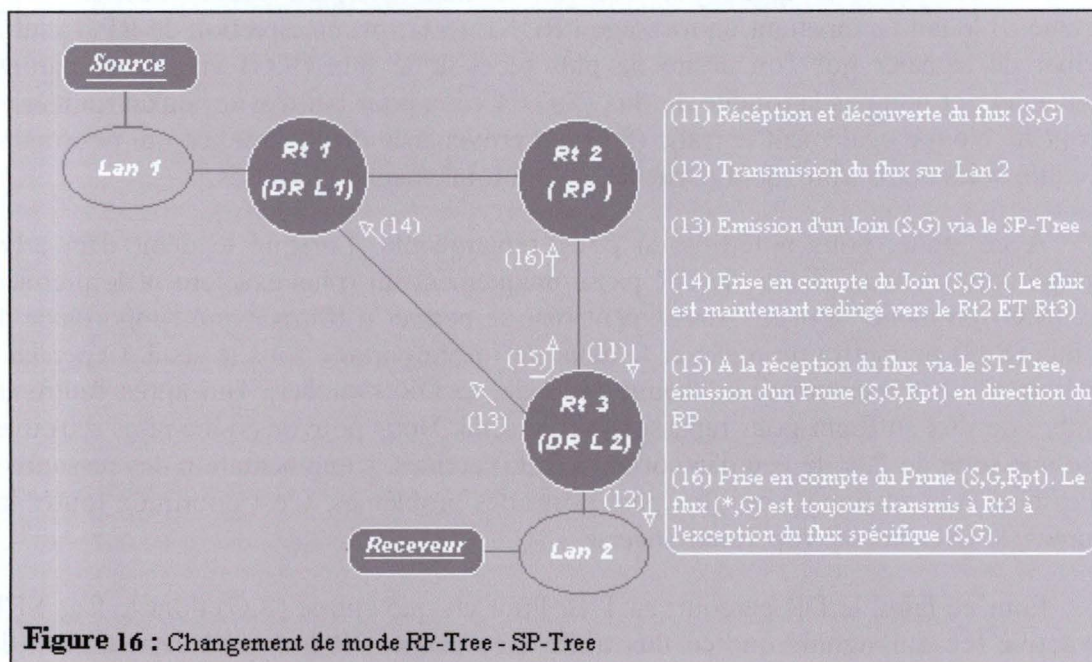 Source
Lan 1
Rt 1
(DR L 1)
Rt 2
( RP )
(14)
(16)
(15)
(11)
(13)
Rt 3
(DR L 2)
(12)
Receveur
Lan 2
(11) Réception et découverte du flux (S,G)
(12) Transmission du flux sur Lan 2
(13) Emission d'un Join (S,G) via le SP-Tree
(14) Prise en compte du Join (S,G). ( Le flux
est maintenant redirigé vers le Rt2 ET Rt3)
(15) A la réception du flux via le ST-Tree,
émission d'un Prune (S,G,Rpt) en direction du
RP
(16) Prise en compte du Prune (S,G,Rpt). Le
flux (*,G) est toujours transmis à Rt3 à
l'exception du flux spécifique (S,G).
Figure 16 : Changement de mode RP-Tree - SP-Tree